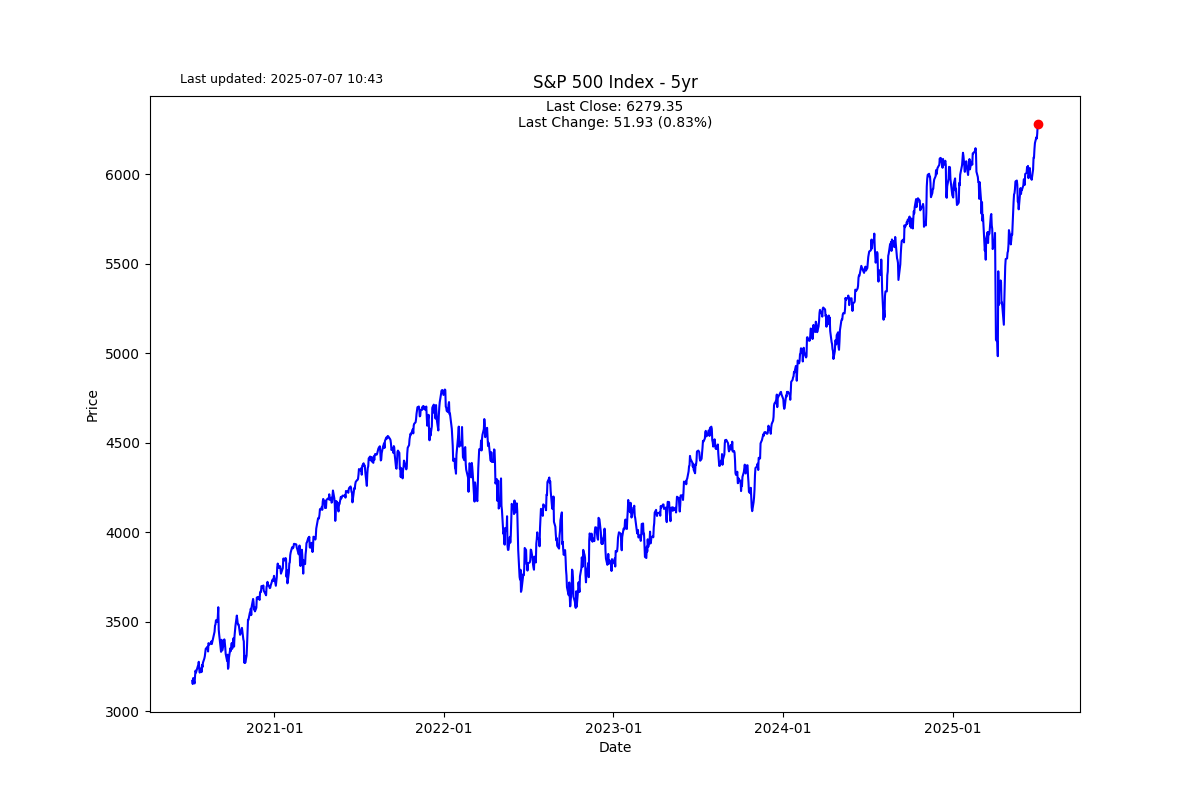 Last updated: 2025-07-07 10:43
S&P 500 Index - 5yr
Last Close: 6279.35
Last Change: 51.93 (0.83%)
6000
5500
5000
4500
4000
3500
3000
Price
2021-01
2022-01
2023-01
2024-01
2025-01
Date